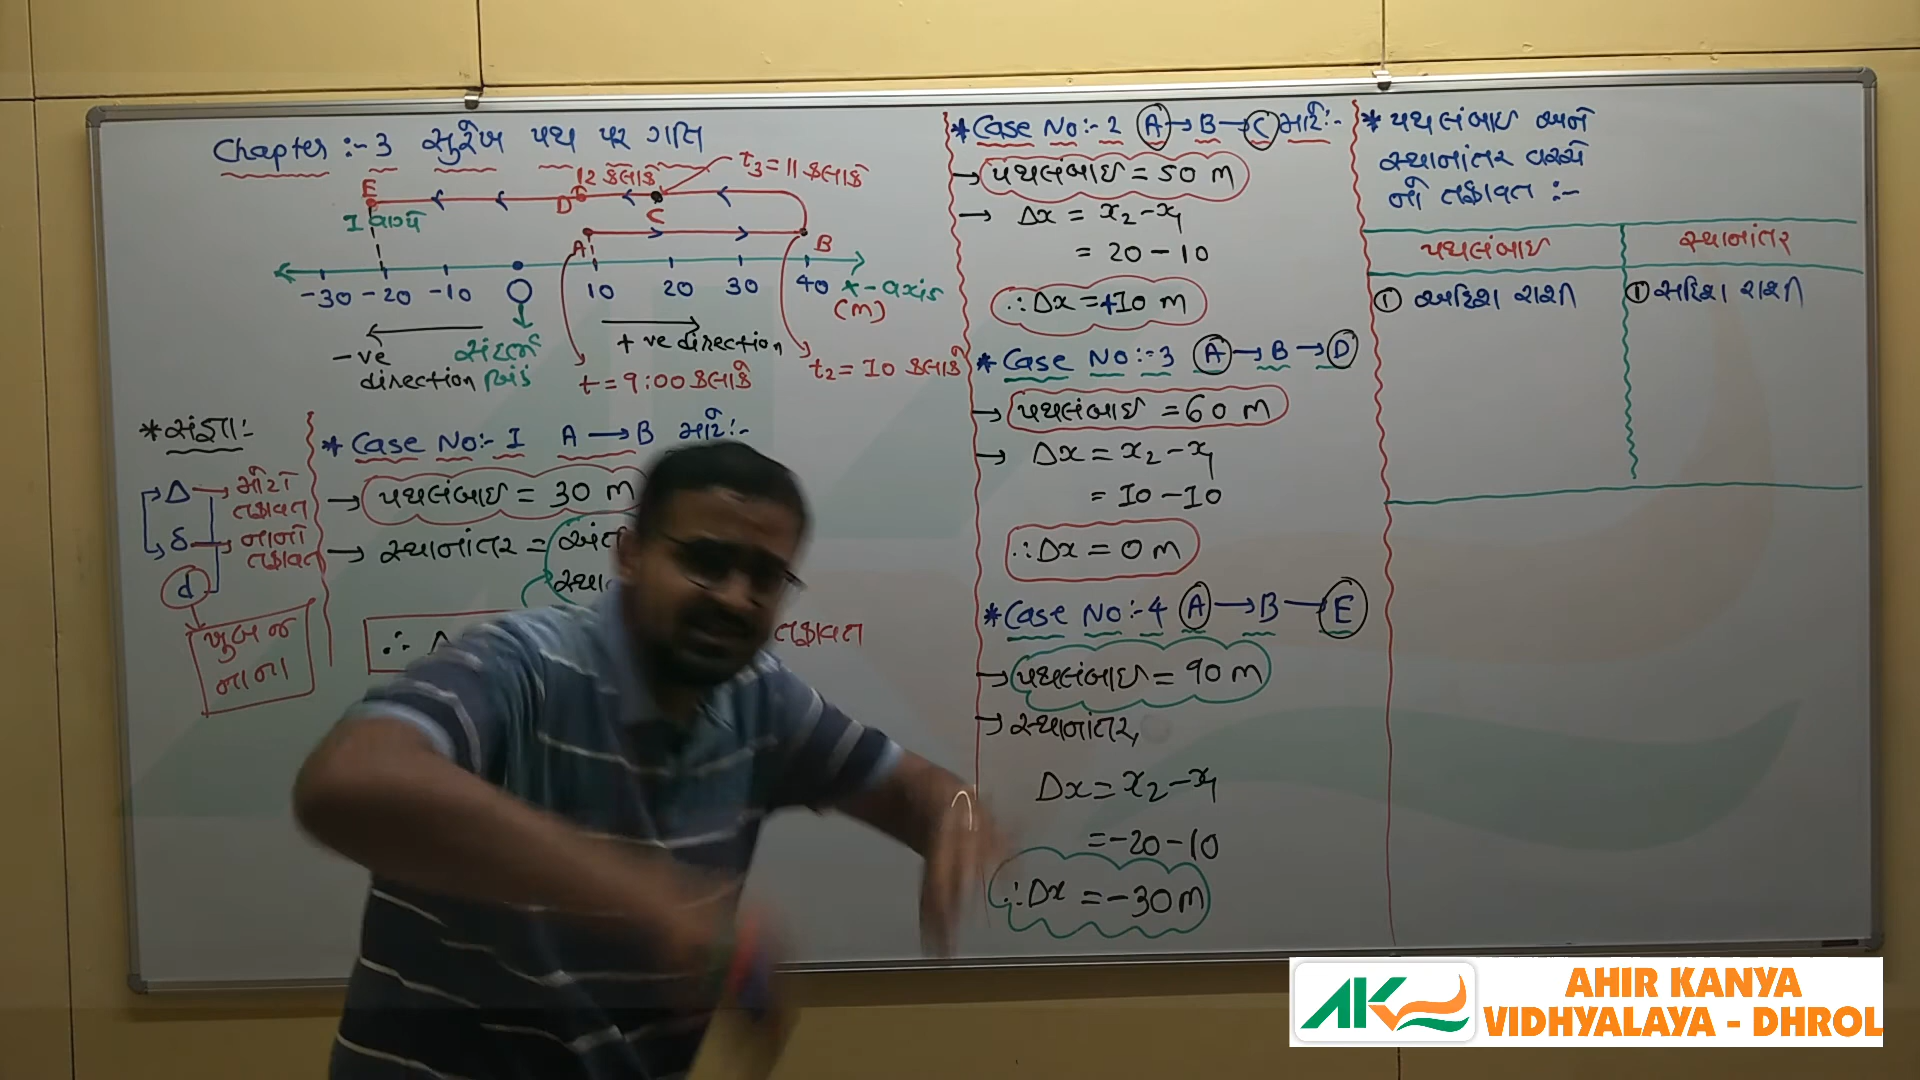 Chapter :- 3 સુરેખ પથ પર ગતિ
t3 = 11 કલાકે
12 કલાકે
E D C
1 વાગ્યે
A B
-30 -20 -10 O 10 20 30 40 x-axis
(m)
-ve direction
સંદર્ભ બિંદુ
+ve direction
t = 9:00 કલાકે
t2 = 10 કલાકે
* સંજ્ઞા:-
Δ → મોટો તફાવત
δ → નાનો તફાવત
d
ખુબ જ નાના
* Case No:- 1 A → B માટે:-
→ પથલંબાઈ = 30 m
→ સ્થાનાંતર =
તફાવત
* Case No:- 2 A → B → C માટે:-
→ પથલંબાઈ = 50 m
→ Δx = x2 - x1
= 20 - 10
∴ Δx = +10 m
* Case No:- 3 A → B → D
→ પથલંબાઈ = 60 m
→ Δx = x2 - x1
= 10 - 10
∴ Δx = 0 m
* Case No:- 4 A → B → E
→ પથલંબાઈ = 90 m
→ સ્થાનાંતર,
Δx = x2 - x1
= -20 - 10
∴ Δx = -30 m
* પથલંબાઈ અને
સ્થાનાંતર વચ્ચે
નો તફાવત :-
પથલંબાઈ સ્થાનાંતર
① અદિશ રાશી ① સદિશ રાશી
AHIR KANYA
VIDHYALAYA - DHROL